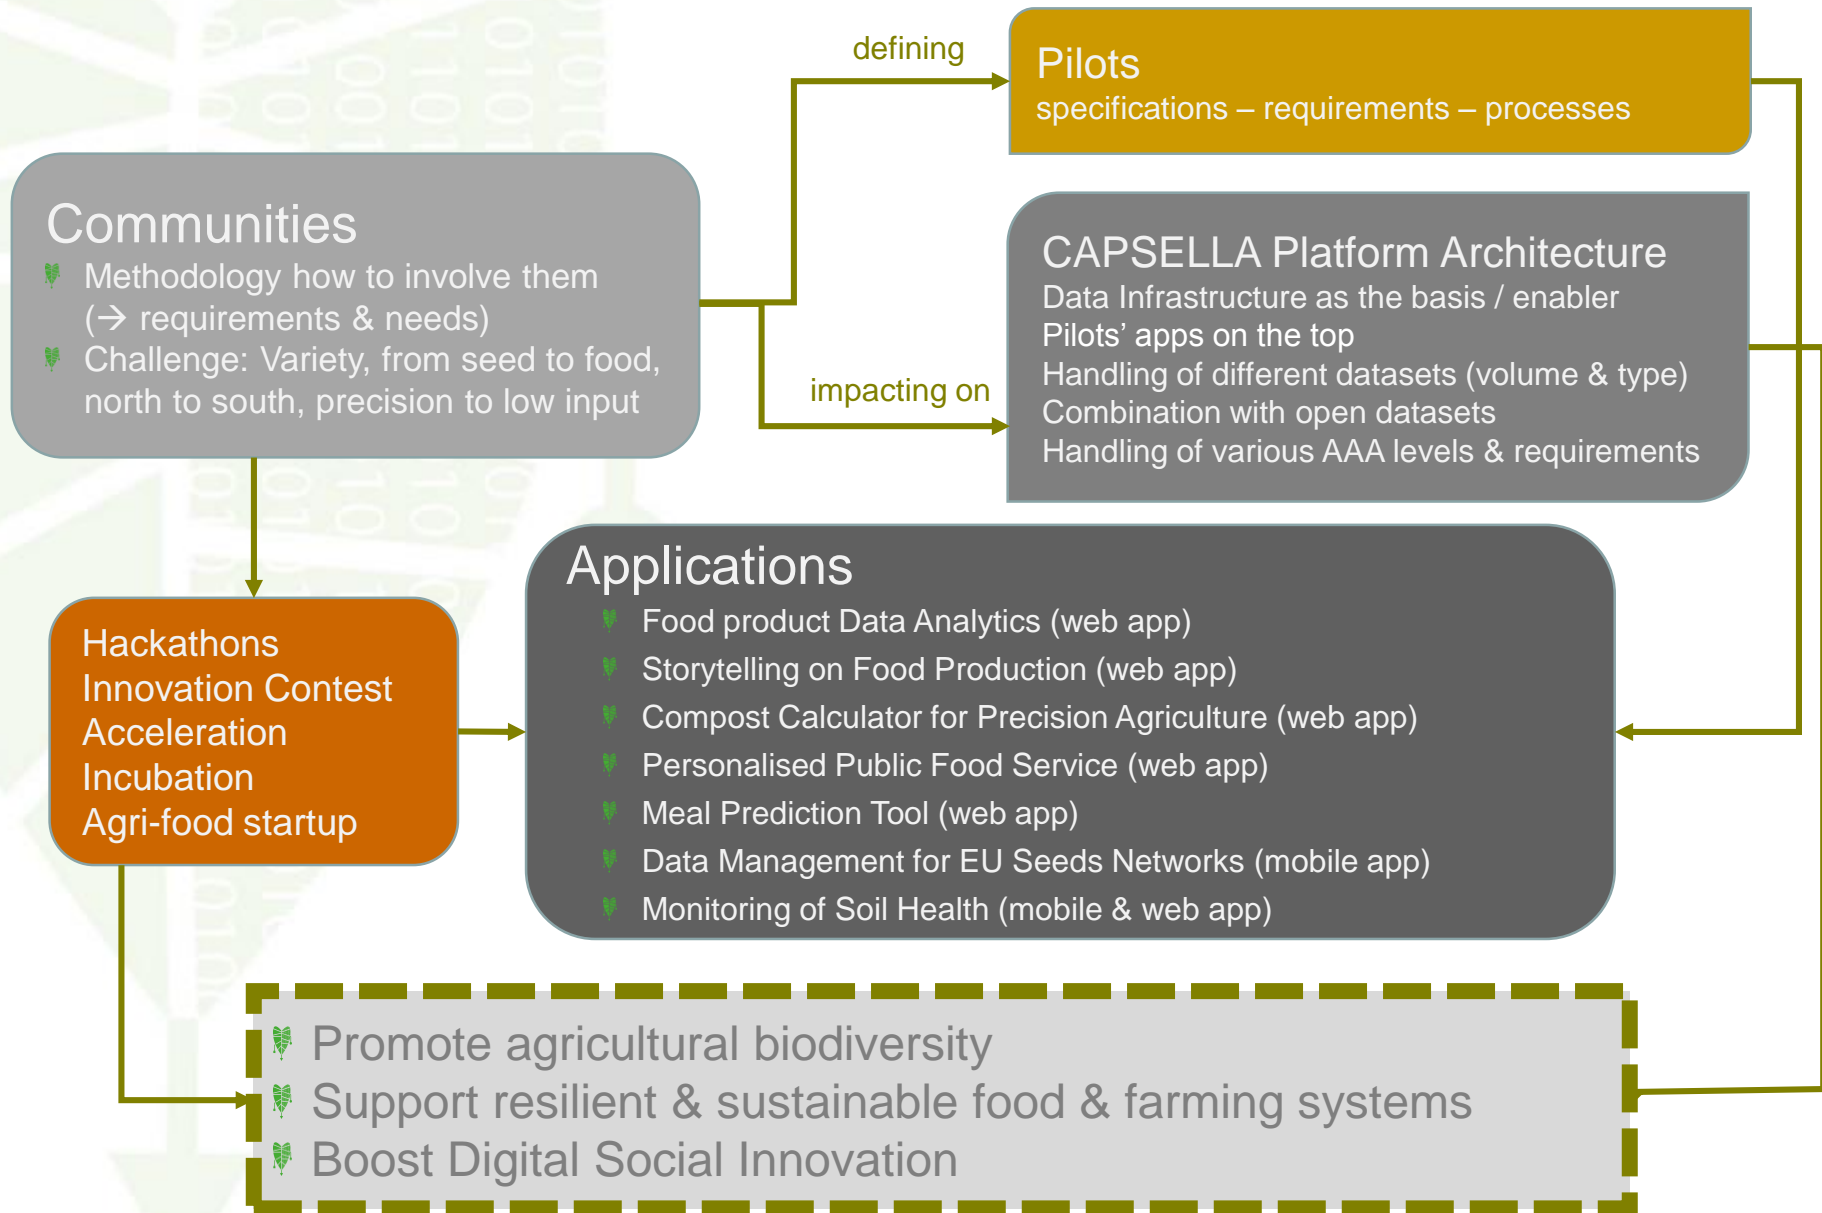 defining
Pilots
specifications – requirements – processes
Communities
Methodology how to involve them
(→ requirements & needs)
Challenge: Variety, from seed to food,
north to south, precision to low input
impacting on
CAPSELLA Platform Architecture
Data Infrastructure as the basis / enabler
Pilots’ apps on the top
Handling of different datasets (volume & type)
Combination with open datasets
Handling of various AAA levels & requirements
Hackathons
Innovation Contest
Acceleration
Incubation
Agri-food startup
Applications
Food product Data Analytics (web app)
Storytelling on Food Production (web app)
Compost Calculator for Precision Agriculture (web app)
Personalised Public Food Service (web app)
Meal Prediction Tool (web app)
Data Management for EU Seeds Networks (mobile app)
Monitoring of Soil Health (mobile & web app)
Promote agricultural biodiversity
Support resilient & sustainable food & farming systems
Boost Digital Social Innovation